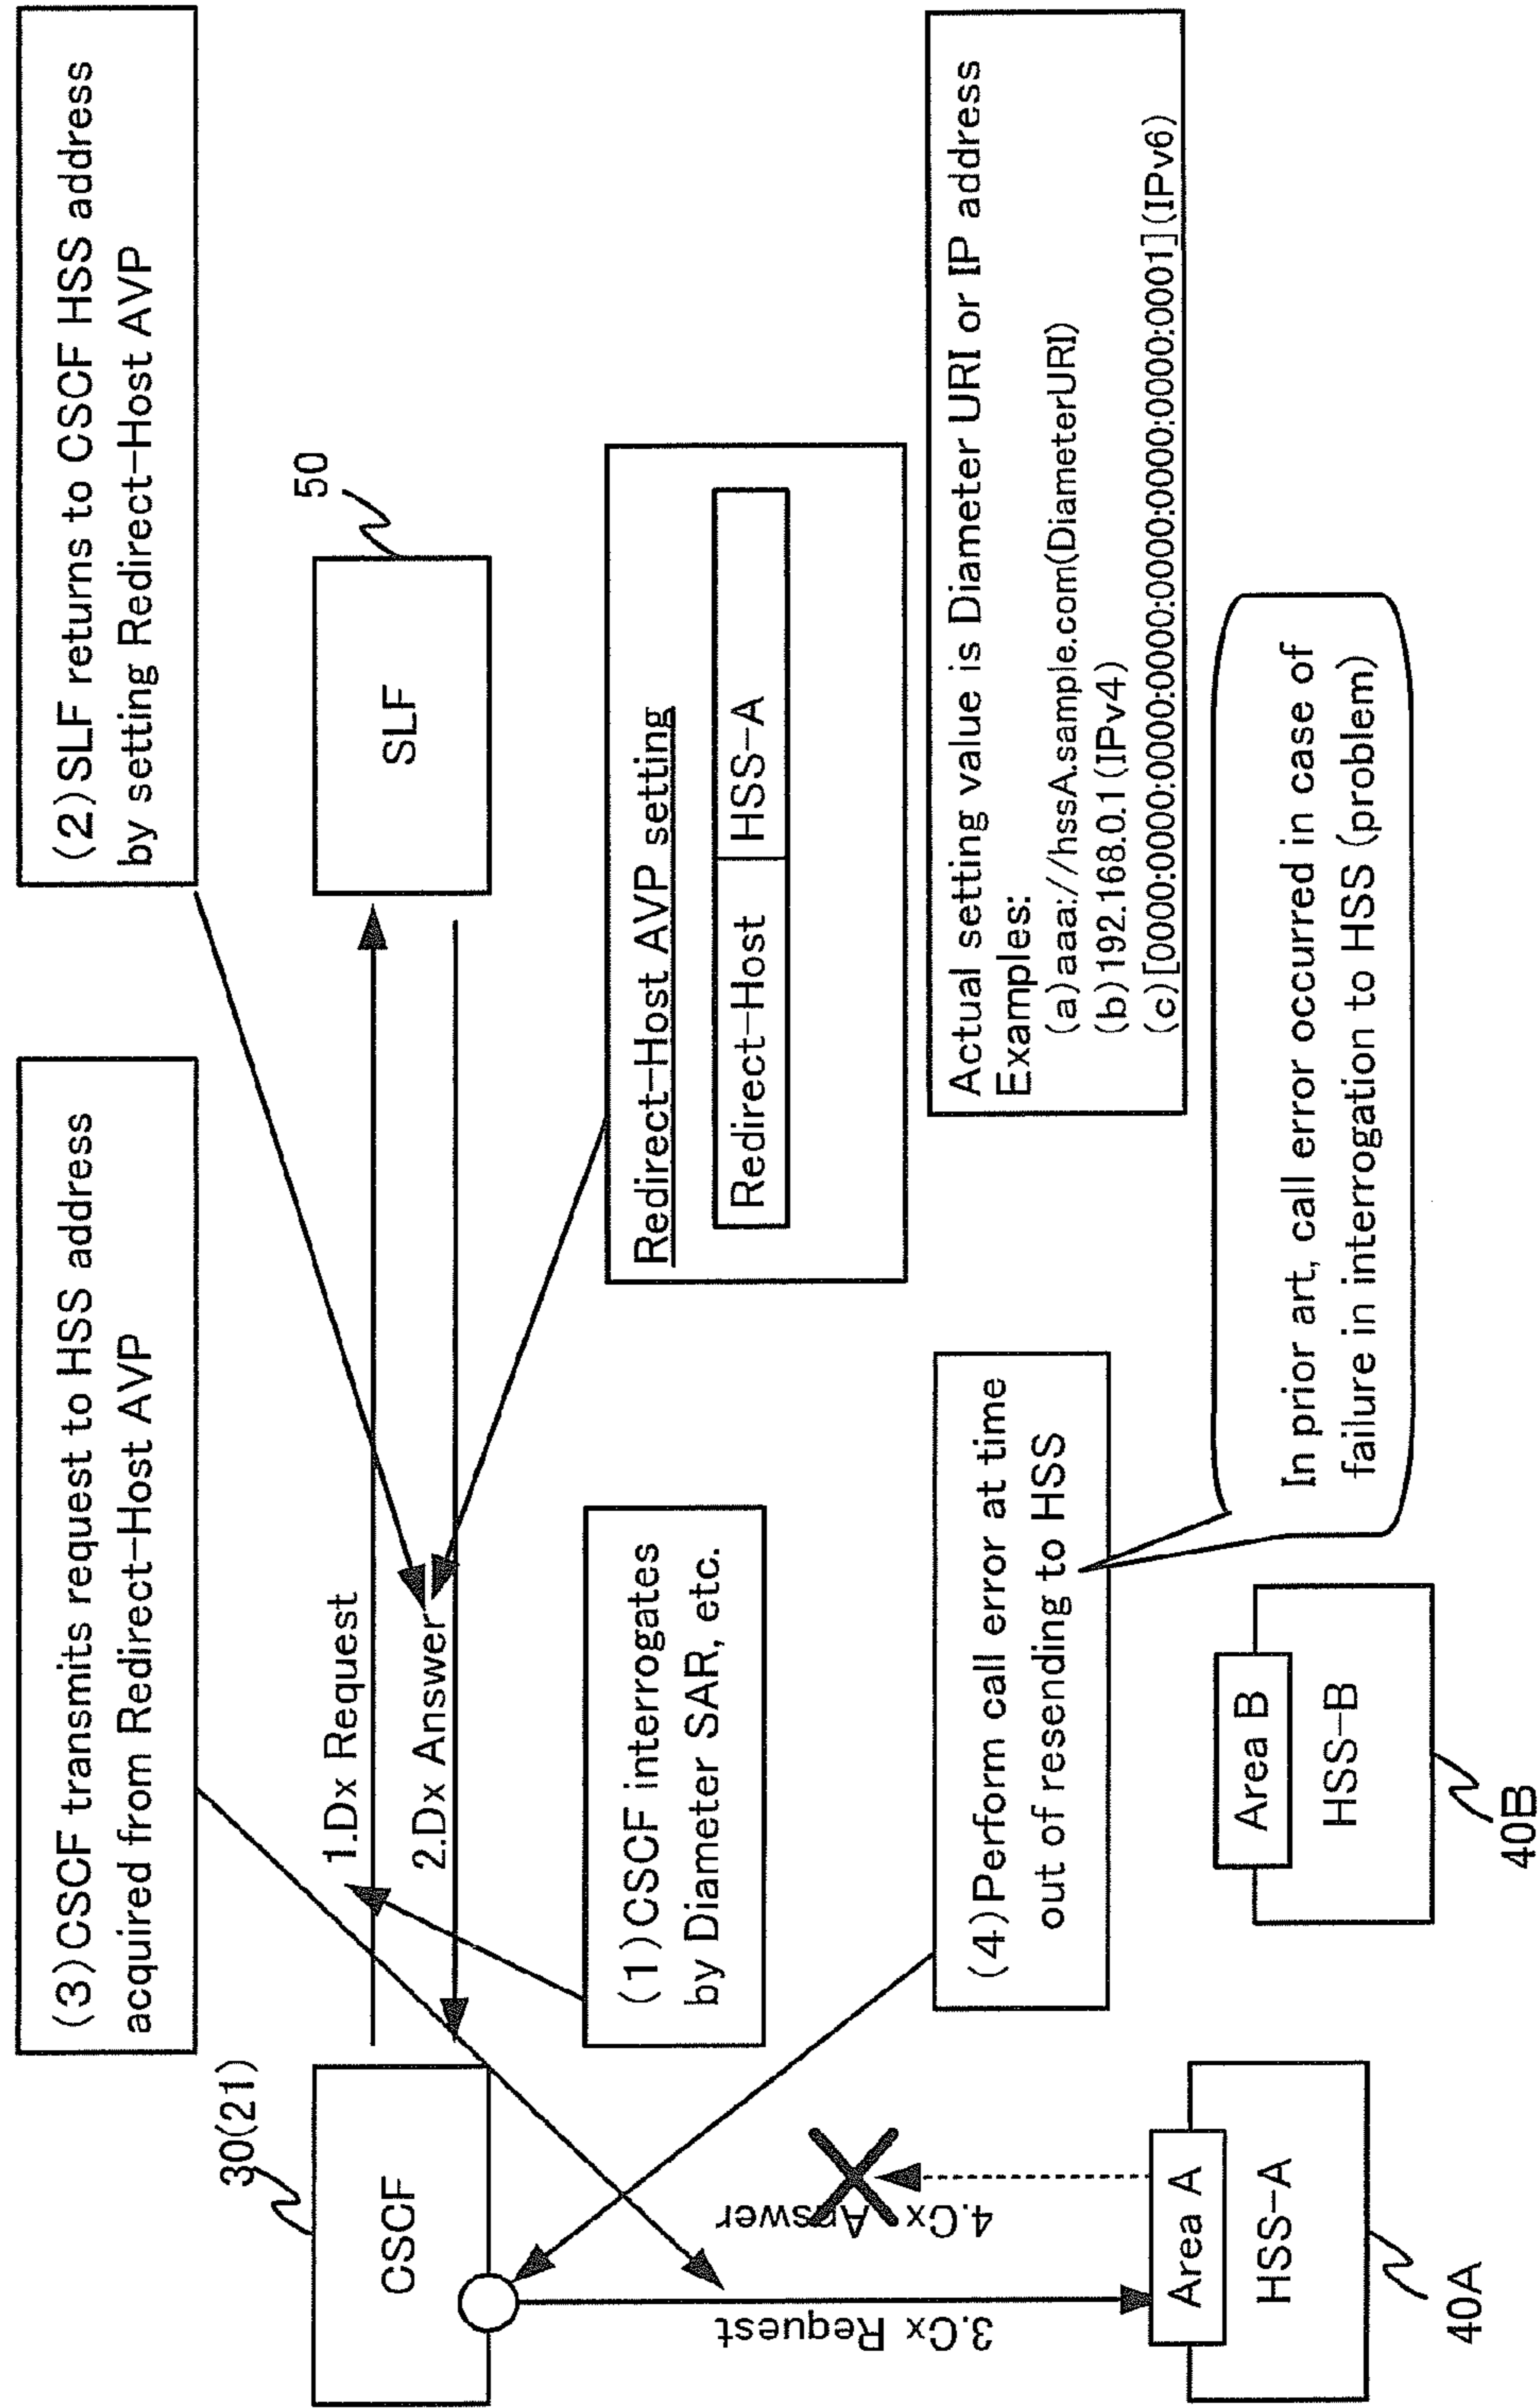 (3)CSCF transmits request to HSS address
acquired from Redirect-Host AVP
(2)SLF returns to CSCF HSS address
by setting Redirect-Host AVP
30(21)
CSCF
1.Dx Request
2.Dx Answer
50
SLF
(1)CSCF interrogates
by Diameter SAR, etc.
Redirect-Host AVP setting
Redirect-Host
HSS-A
3.Cx Request
4.Cx Answer
(4)Perform call error at time
out of resending to HSS
Actual setting value is Diameter URI or IP address
Examples:
(a)aaa://hssA.sample.com(DiameterURI)
(b)192.168.0.1(IPv4)
(c)[0000:0000:0000:0000:0000:0000:0000:0001](IPv6)
Area A
HSS-A
40A
Area B
HSS-B
40B
In prior art, call error occurred in case of
failure in interrogation to HSS (problem)